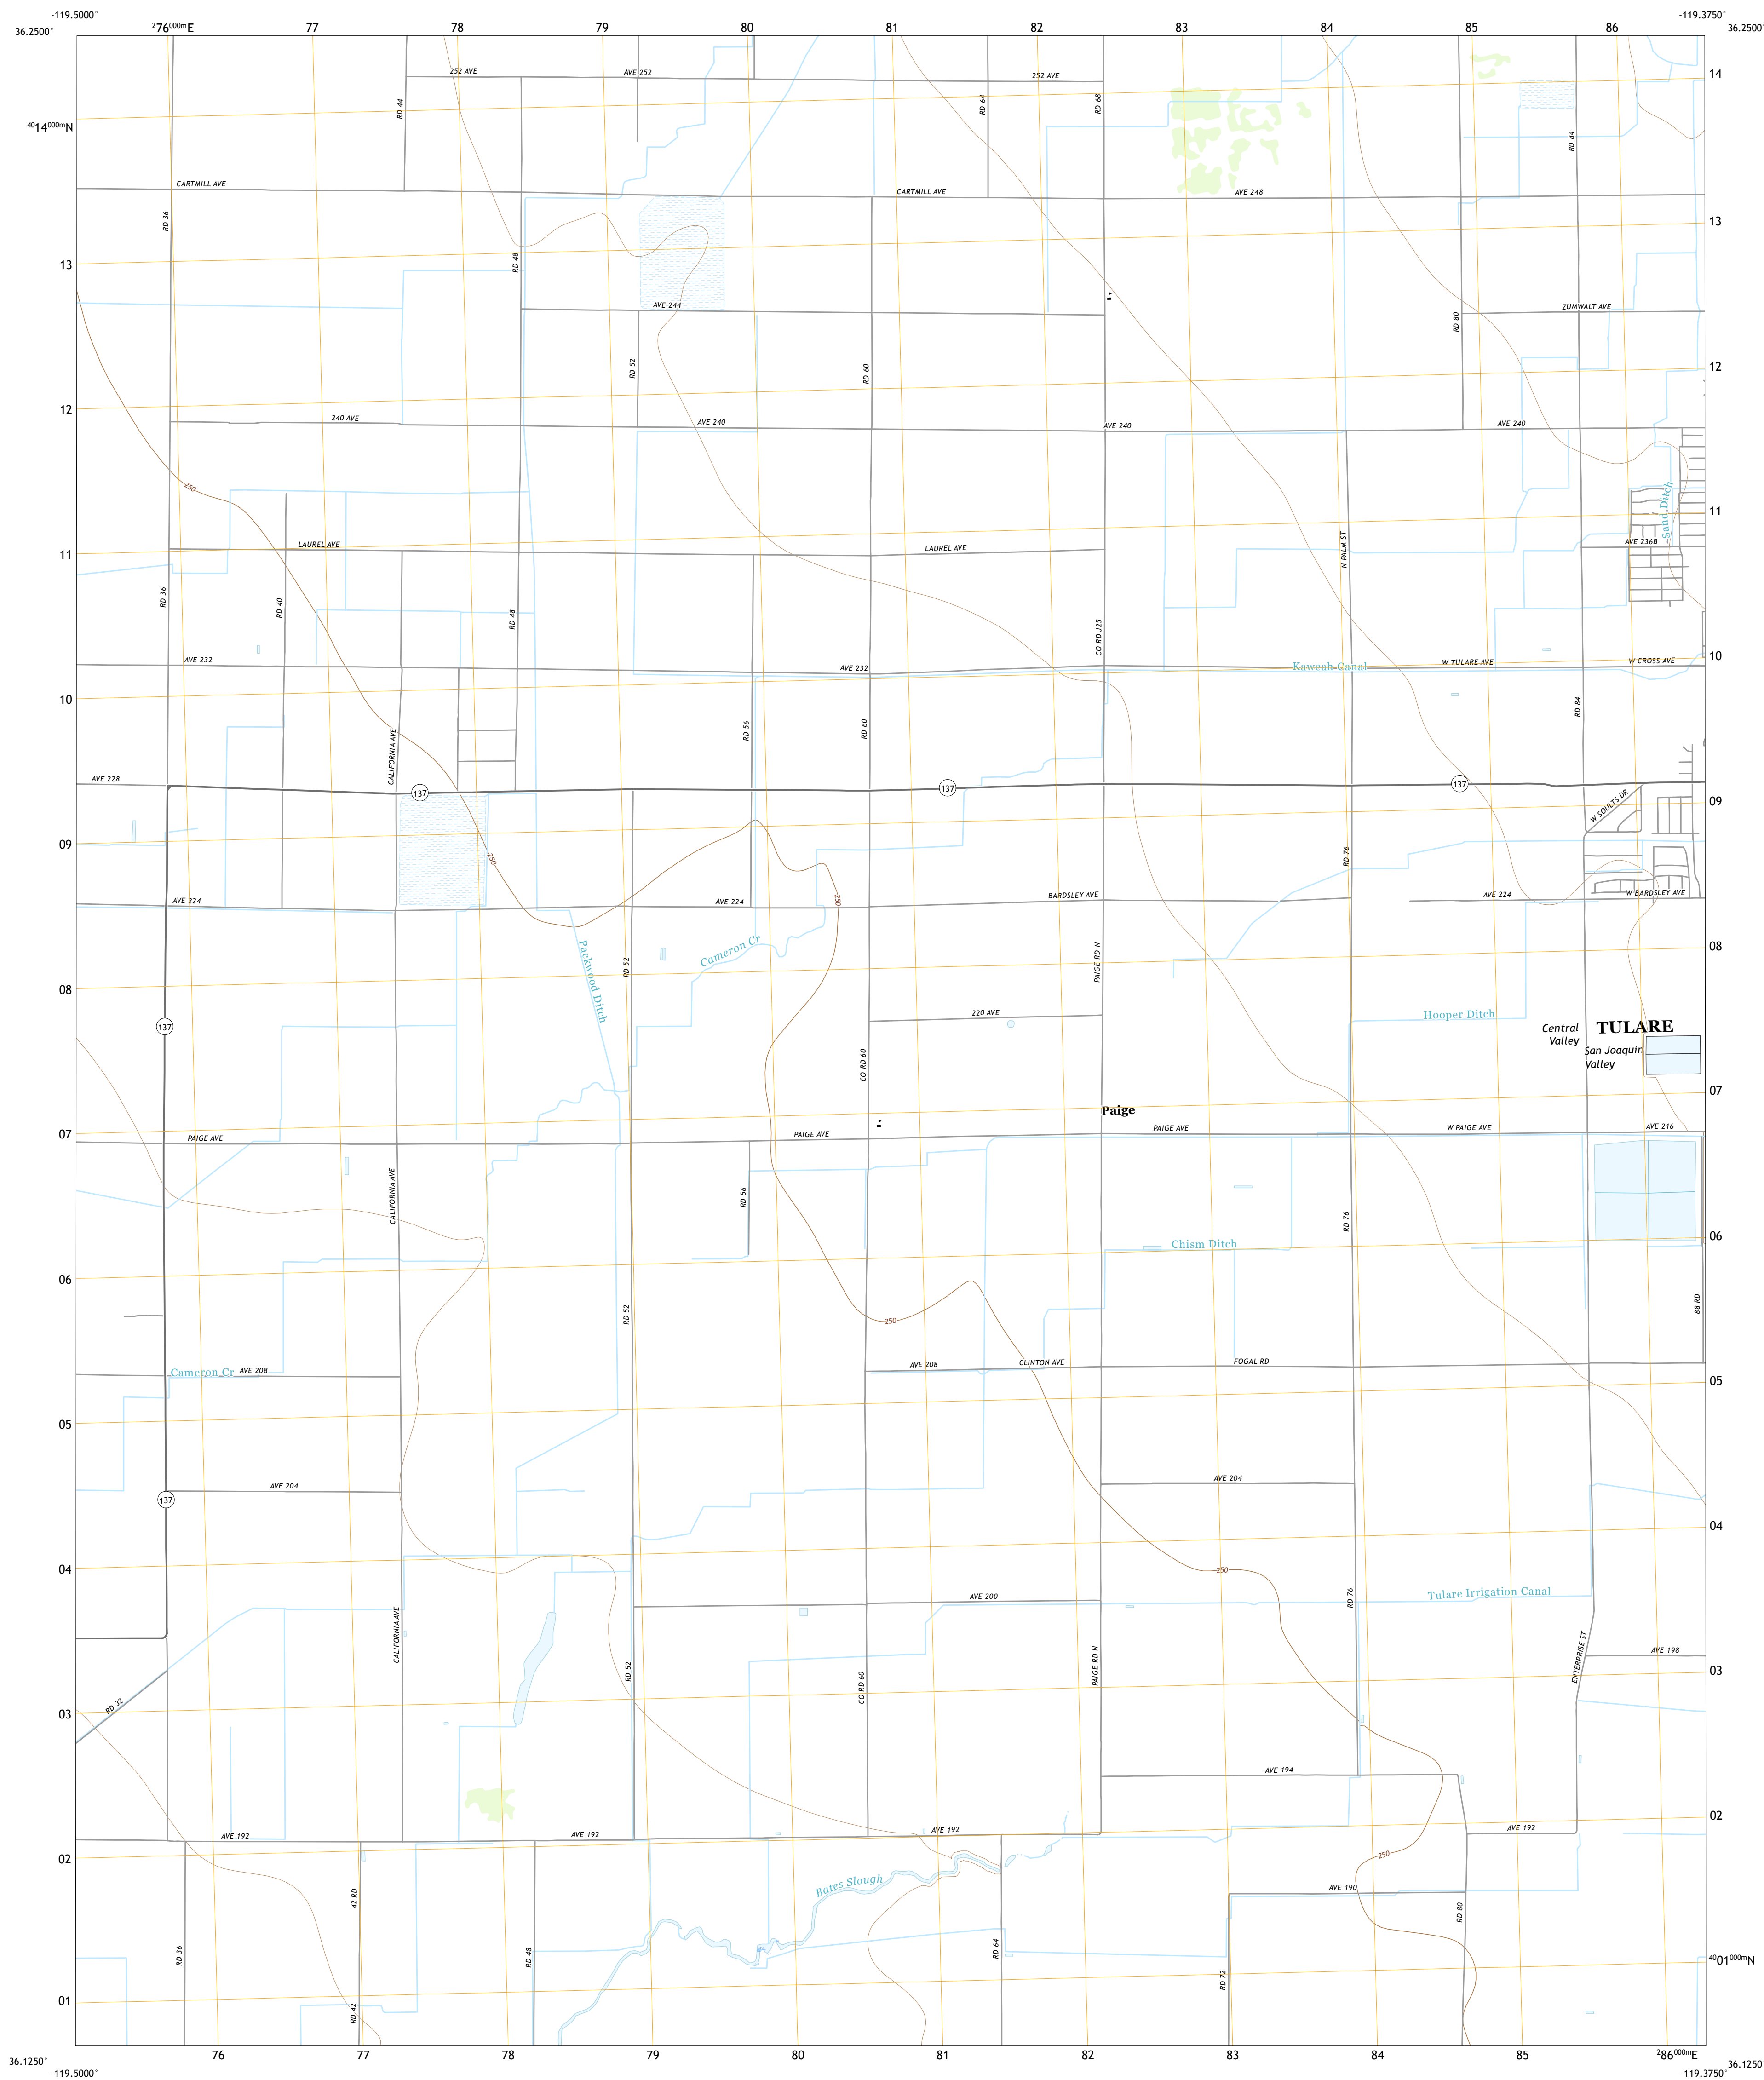 -119.5000°
-119.3750°
36.2500°
²76⁰⁰⁰ᵐE
77
78
79
80
81
82
83
84
85
86
36.2500°
252 AVE
AVE 252
252 AVE
14
RD 44
RD 64
RD 68
⁴⁰14⁰⁰⁰ᵐN
RD 84
CARTMILL AVE
CARTMILL AVE
AVE 248
RD 36
13
13
RD 48
AVE 244
ZUMWALT AVE
RD 80
RD 52
RD 60
12
12
240 AVE
AVE 240
AVE 240
AVE 240
250
Sand Ditch
11
LAUREL AVE
LAUREL AVE
N PALM ST
AVE 236B
11
RD 36
RD 40
RD 48
CO RD J25
AVE 232
AVE 232
Kaweah Canal
W TULARE AVE
W CROSS AVE
10
10
RD 84
CALIFORNIA AVE
RD 56
RD 60
AVE 228
137
137
137
W SOULTS DR
09
09
250
RD 76
AVE 224
AVE 224
250
BARDSLEY AVE
AVE 224
W BARDSLEY AVE
Packwood Ditch
Cameron Cr
RD 52
PAIGE RD N
08
08
220 AVE
Hooper Ditch
137
Central
Valley
TULARE
San Joaquin
Valley
CO RD 60
07
Paige
07
PAIGE AVE
PAIGE AVE
PAIGE AVE
W PAIGE AVE
AVE 216
CALIFORNIA AVE
RD 56
RD 76
Chism Ditch
06
06
RD 52
250
88 RD
Cameron Cr
AVE 208
AVE 208
CLINTON AVE
FOGAL RD
05
05
AVE 204
AVE 204
137
04
04
250
AVE 200
RD 76
Tulare Irrigation Canal
CALIFORNIA AVE
RD 52
CO RD 60
PAIGE RD N
ENTERPRISE ST
AVE 198
03
RD 32
03
AVE 194
02
AVE 192
AVE 192
AVE 192
AVE 192
02
250
Bates Slough
42 RD
AVE 190
RD 80
RD 36
RD 48
RD 64
RD 72
⁴⁰01⁰⁰⁰ᵐN
01
RD 42
36.1250°
76
77
78
79
80
81
82
83
84
85
²86⁰⁰⁰ᵐE
36.1250°
-119.5000°
-119.3750°